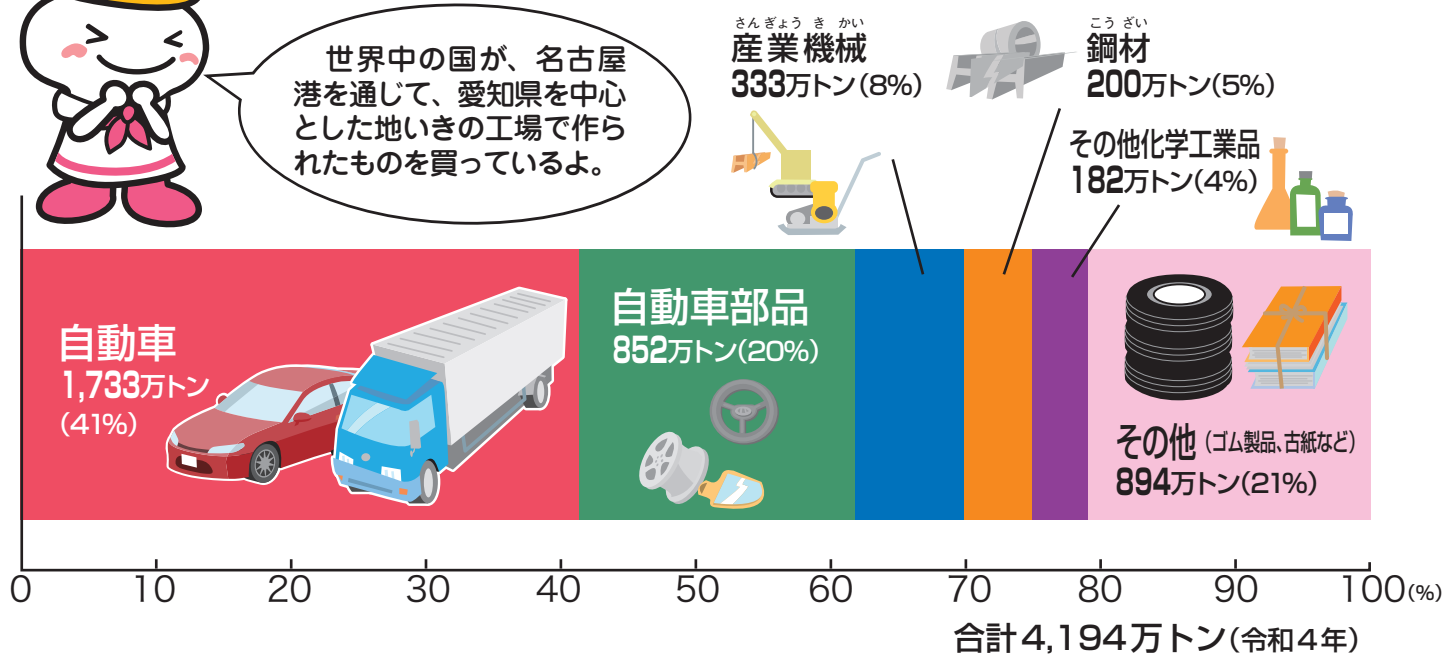 世界中の国が、名古屋
港を通じて、愛知県を中心
とした地いきの工場で作ら
れたものを買っているよ。
さんぎょうきかい
産業機械
333万トン(8%)
こうざい
鋼材
200万トン(5%)
その他化学工業品
182万トン(4%)
自動車
1,733万トン
(41%)
自動車部品
852万トン(20%)
その他(ゴム製品、古紙など)
894万トン(21%)
0 10 20 30 40 50 60 70 80 90 100(%)
合計4,194万トン(令和4年)